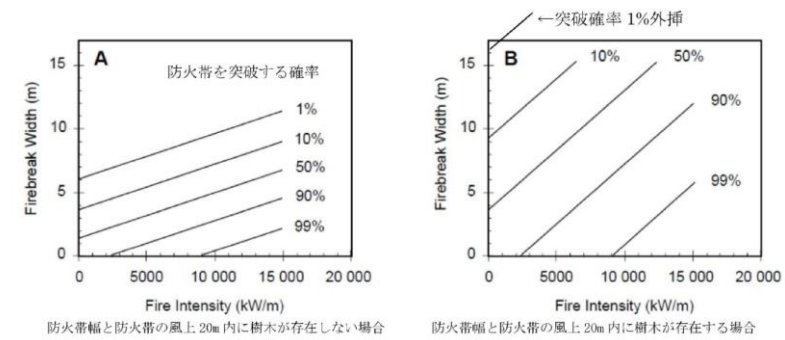 ←突破確率 1%外挿
A
防火帯を突破する確率
1%
10%
50%
90%
99%
15
10
5
0
Firebreak Width (m)
0 5000 10 000 15 000 20 000
Fire Intensity (kW/m)
防火帯幅と防火帯の風上 20m 内に樹木が存在しない場合
B
10%
50%
90%
99%
15
10
5
0
Firebreak Width (m)
0 5000 10 000 15 000 20 000
Fire Intensity (kW/m)
防火帯幅と防火帯の風上 20m 内に樹木が存在する場合